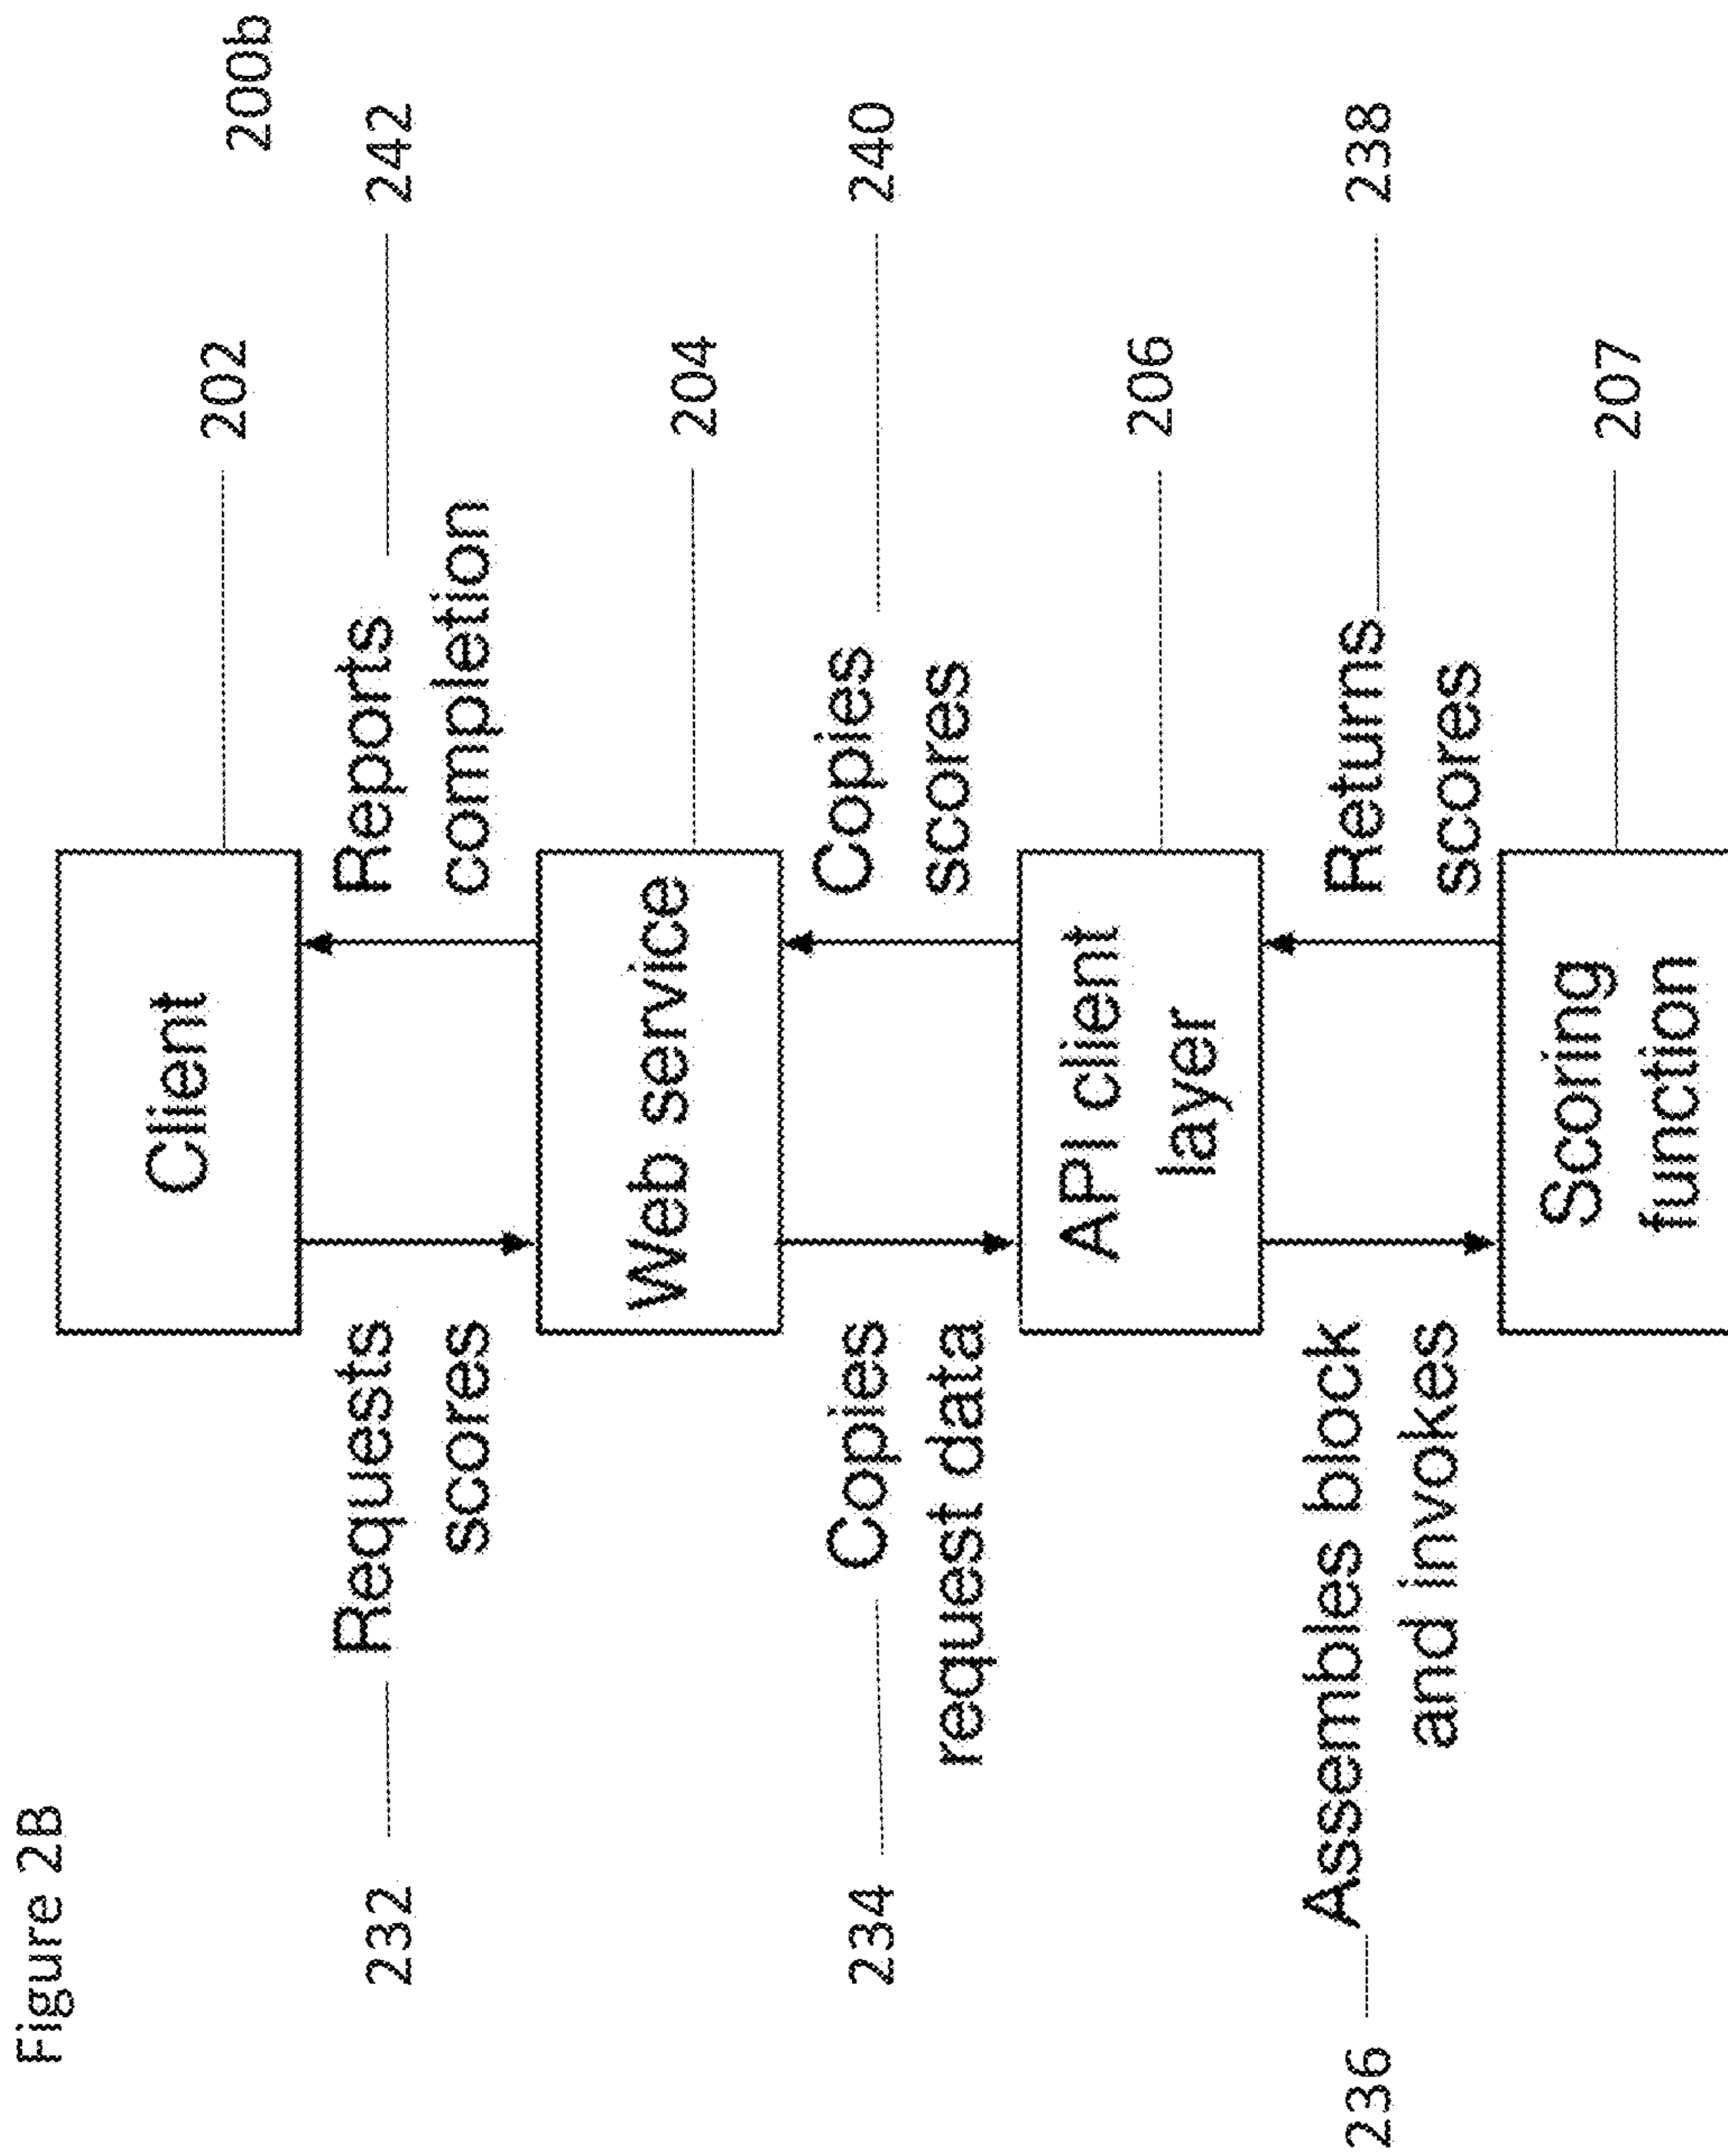 Figure 2B
200b
Client
202
232
Requests
scores
Reports
completion
242
Web service
204
234
Copies
request data
Copies
scores
240
API client
layer
206
236
Assembles block
and invokes
Returns
scores
238
Scoring
function
207